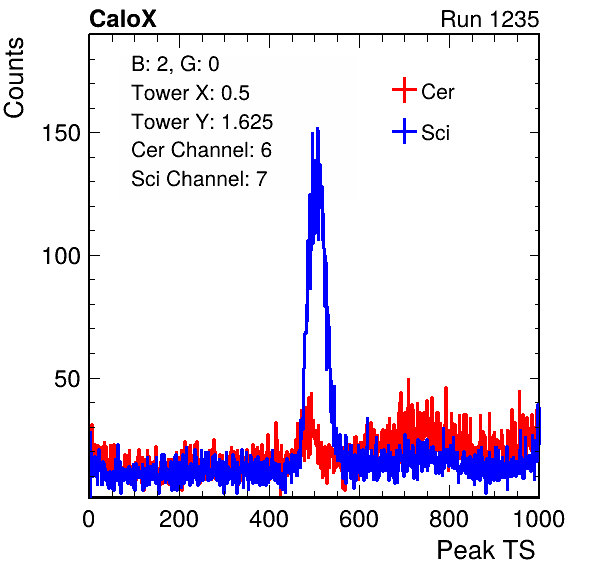 CaloX Run 1235
Counts
B: 2, G: 0
Tower X: 0.5
Tower Y: 1.625
Cer Channel: 6
Sci Channel: 7
Cer
Sci
150
100
50
0 200 400 600 800 1000
Peak TS